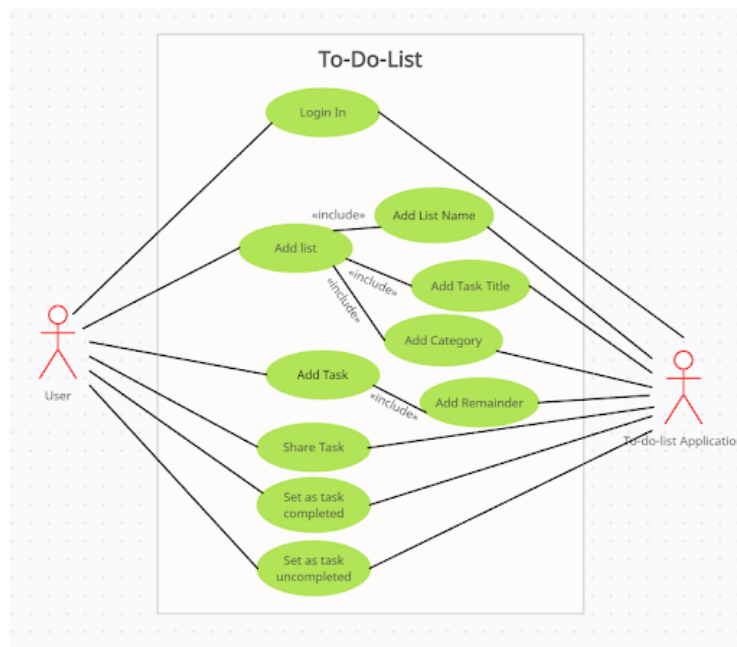 To-Do-List
Login In
«include»
Add List Name
Add list
«include»
Add Task Title
«include»
Add Category
User
Add Task
«include»
Add Remainder
Share Task
To-do-list Applicatio
Set as task
completed
Set as task
uncompleted